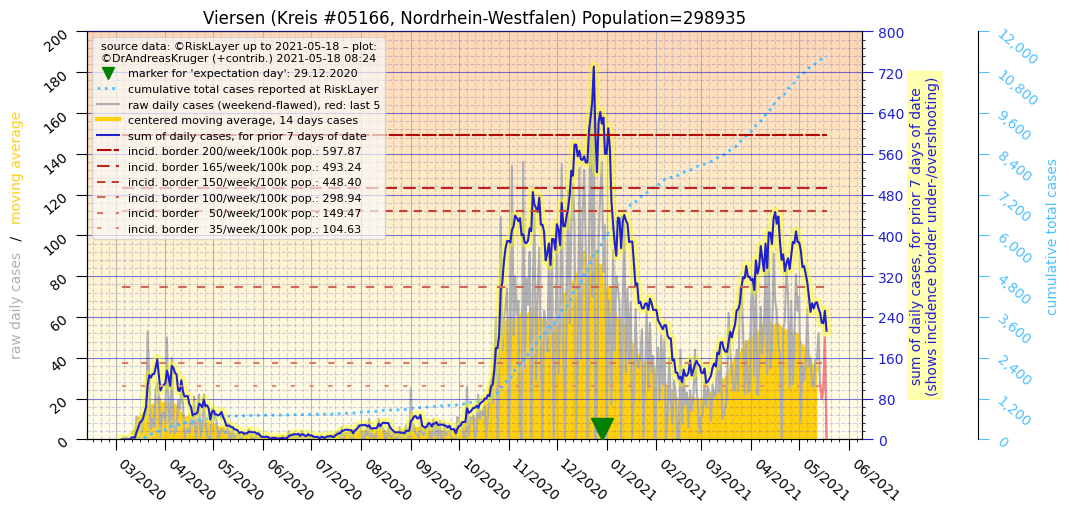 Viersen (Kreis #05166, Nordrhein-Westfalen) Population=298935
source data: ©RiskLayer up to 2021-05-18 – plot:
©DrAndreasKruger (+contrib.) 2021-05-18 08:24
marker for 'expectation day': 29.12.2020
cumulative total cases reported at RiskLayer
raw daily cases (weekend-flawed), red: last 5
centered moving average, 14 days cases
sum of daily cases, for prior 7 days of date
incid. border 200/week/100k pop.: 597.87
incid. border 165/week/100k pop.: 493.24
incid. border 150/week/100k pop.: 448.40
incid. border 100/week/100k pop.: 298.94
incid. border 50/week/100k pop.: 149.47
incid. border 35/week/100k pop.: 104.63
raw daily cases / moving average
200
180
160
140
120
100
80
60
40
20
0
03/2020
04/2020
05/2020
06/2020
07/2020
08/2020
09/2020
10/2020
11/2020
12/2020
01/2021
02/2021
03/2021
04/2021
05/2021
06/2021
800
720
640
560
480
400
320
240
160
80
0
sum of daily cases, for prior 7 days of date
(shows incidence border under-/overshooting)
12,000
10,800
9,600
8,400
7,200
6,000
4,800
3,600
2,400
1,200
0
cumulative total cases